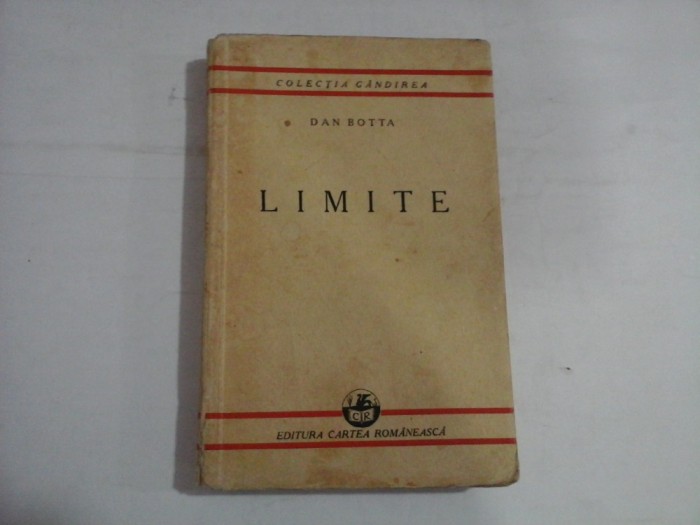 COLECȚIA GÂNDIREA
DAN BOTTA
LIMITE
CR
EDITURA CARTEA ROMÂNEASCĂ